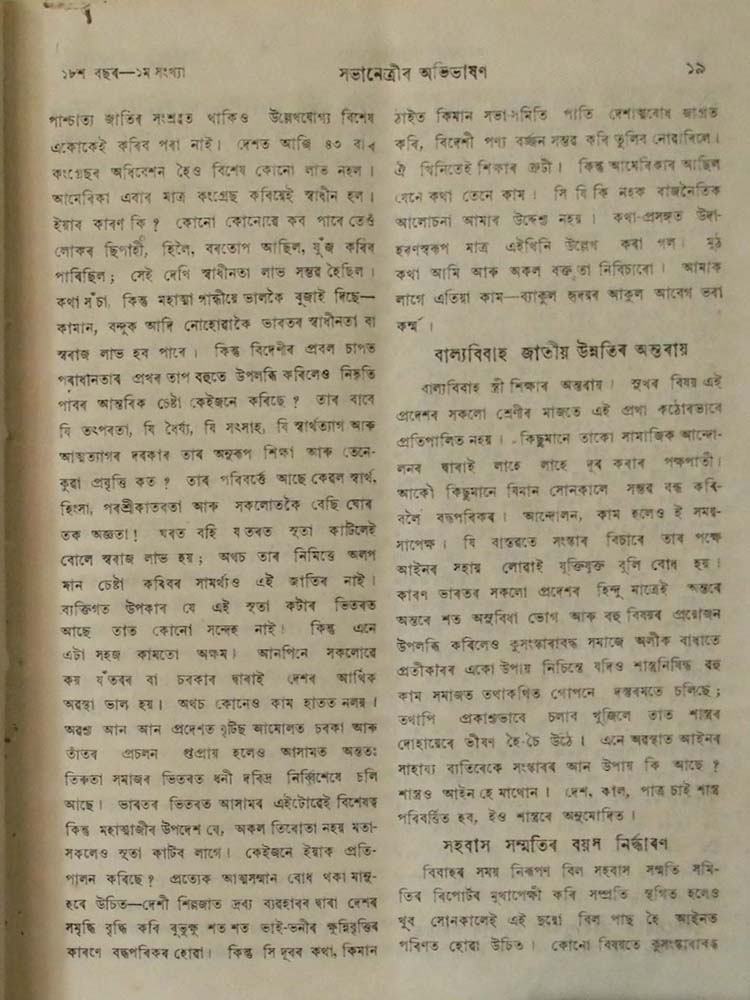 ১৮শ বছৰ—১ম সংখ্যা
সভানেত্ৰীৰ অভিভাষণ
১৯
পাশ্চাত্য জাতিৰ সংশ্ৰৱত থাকিও উল্লেখযোগ্য বিশেষ
একোকেই কৰিব পৰা নাই। দেশত আজি ৪৩ বাৰ
কংগ্ৰেছৰ অধিবেশন হৈও বিশেষ কোনো লাভ নহল।
আমেৰিকা এবাৰ মাত্ৰ কংগ্ৰেছ কৰিয়েই স্বাধীন হল।
ইয়াৰ কাৰণ কি? কোনো কোনোৱে কব পাৰে তেওঁ
লোকৰ ছিপাহী, হিলৈ, বৰতোপ আছিল, যুঁজ কৰিব
পাৰিছিল; সেই দেখি স্বাধীনতা লাভ সম্ভৱ হৈছিল।
কথা সঁচা, কিন্তু মহাত্মা গান্ধীয়ে ভালকৈ বুজাই দিছে—
কামান, বন্দুক আদি নোহোৱাকৈ ভাৰতৰ স্বাধীনতা বা
স্বৰাজ লাভ হব পাৰে। কিন্তু বিদেশীৰ প্ৰবল চাপত
পৰাধীনতাৰ প্ৰখৰ তাপ বহুতে উপলব্ধি কৰিলেও নিষ্কৃতি
পাবৰ আন্তৰিক চেষ্টা কেইজনে কৰিছে? তাৰ বাবে
যি তৎপৰতা, যি ধৈৰ্য্য, যি সৎসাহ, যি স্বাৰ্থত্যাগ আৰু
আত্মত্যাগৰ দৰকাৰ তাৰ অনুৰূপ শিক্ষা আৰু তেনে-
কুৱা প্ৰবৃত্তি কত? তাৰ পৰিবৰ্ত্তে আছে কেৱল স্বাৰ্থ,
হিংসা, পৰশ্ৰীকাতৰতা আৰু সকলোতকৈ বেছি ঘোৰ
তক অজ্ঞতা! ঘৰত বহি যঁতৰত সূতা কাটিলেই
বোলে স্বৰাজ লাভ হয়; অথচ তাৰ নিমিত্তে অলপ
মান চেষ্টা কৰিবৰ সামৰ্থ্যও এই জাতিৰ নাই।
ব্যক্তিগত উপকাৰ যে এই সূতা কটাৰ ভিতৰত
আছে তাত কোনো সন্দেহ নাই! কিন্তু এনে
এটা সহজ কামতো অক্ষম। আনপিনে সকলোৱে
কয় যঁতৰৰ বা চৰকাৰ দ্বাৰাই দেশৰ আৰ্থিক
অৱস্থা ভাল হয়। অথচ কোনেও কাম হাতত নলয়।
অৱশ্য আন আন প্ৰদেশত বৃটিছ আমোলত চৰকা আৰু
তাঁতৰ প্ৰচলন লুপ্তপ্ৰায় হলেও আসামত অন্ততঃ
তিৰুতা সমাজৰ ভিতৰত ধনী দৰিদ্ৰ নিৰ্ব্বিশেষে চলি
আছে। ভাৰতৰ ভিতৰত আসামৰ এইটোৱেই বিশেষত্ব
কিন্তু মহাত্মাজীৰ উপদেশ যে, অকল তিৰোতা নহয় মতা-
সকলেও সূতা কাটিব লাগে। কেইজনে ইয়াক প্ৰতি-
পালন কৰিছে? প্ৰত্যেক আত্মসন্মান বোধ থকা মানু-
হৰে উচিত—দেশী শিল্পজাত দ্ৰব্য ব্যৱহাৰৰ দ্বাৰা দেশৰ
সমৃদ্ধি বৃদ্ধি কৰি বুভুক্ষু শত শত ভাই-ভনীৰ ক্ষুন্নিবৃত্তিৰ
কাৰণে বদ্ধপৰিকৰ হোৱা। কিন্তু সি দূৰৰ কথা, কিমান
ঠাইত কিমান সভা-সমিতি পাতি দেশাত্মবোধ জাগ্ৰত
কৰি, বিদেশী পণ্য বৰ্জ্জন সম্ভৱ কৰি তুলিব নোৱাৰিলে।
ঐ খিনিতেই শিক্ষাৰ ত্ৰুটী। কিন্তু আমেৰিকাৰ আছিল
যেনে কথা তেনে কাম। সি যি কি নহক ৰাজনৈতিক
আলোচনা আমাৰ উদ্দেশ্য নহয়। কথা-প্ৰসঙ্গত উদা-
হৰণস্বৰূপ মাত্ৰ এইখিনি উল্লেখ কৰা গল। মুঠ
কথা আমি আৰু অকল বক্তৃতা নিবিচাৰো। আমাক
লাগে এতিয়া কাম—ব্যাকুল হৃদয়ৰ আকুল আবেগ ভৰা
কৰ্ম্ম।
বাল্যবিবাহ জাতীয় উন্নতিৰ অন্তৰায়
বাল্যবিবাহ স্ত্ৰী শিক্ষাৰ অন্তৰায়। সুখৰ বিষয় এই
প্ৰদেশৰ সকলো শ্ৰেণীৰ মাজতে এই প্ৰথা কঠোৰভাবে
প্ৰতিপালিত নহয়। কিছুমানে তাকো সামাজিক আন্দো-
লনৰ দ্বাৰাই লাহে লাহে দূৰ কৰাৰ পক্ষপাতী।
আকৌ কিছুমানে যিমান সোনকালে সম্ভৱ বন্ধ কৰি-
বলৈ বদ্ধপৰিকৰ। আন্দোলন, কাম হলেও ই সময়-
সাপেক্ষ। যি বাস্তৱতে সংস্কাৰ বিচাৰে তাৰ পক্ষে
আইনৰ সহায় লোৱাই যুক্তিযুক্ত বুলি বোধ হয়।
কাৰণ ভাৰতৰ সকলো প্ৰদেশৰ হিন্দু মাত্ৰেই অন্তৰে
অন্তৰে শত অসুবিধা ভোগ আৰু বহু বিষয়ৰ প্ৰয়োজন
উপলব্ধি কৰিলেও কুসংস্কাৰাবদ্ধ সমাজে অলীক বাধাতে
প্ৰতীকাৰৰ একো উপায় নিচিন্তে যদিও শাস্ত্ৰনিষিদ্ধ বহু
কাম সমাজত তথাকথিত গোপনে দস্তৰমতে চলিছে;
তথাপি প্ৰকাশ্যভাবে চলাব খুজিলে তাত শাস্ত্ৰৰ
দোহায়েৰে ভীষণ হৈ-চৈ উঠে। এনে অৱস্থাত আইনৰ
সাহায্য ব্যতিৰেকে সংস্কাৰৰ আন উপায় কি আছে?
শাস্ত্ৰও আইন হে মাথোন। দেশ, কাল, পাত্ৰ চাই শাস্ত্ৰ
পৰিবৰ্ত্তিত হব, ইও শাস্ত্ৰৰে অনুমোদিত।
সহবাস সম্মতিৰ বয়স নিৰ্দ্ধাৰণ
বিবাহৰ সময় নিৰূপণ বিল সহবাস সম্মতি সমি-
তিৰ ৰিপোৰ্টৰ মুখাপেক্ষী কৰি সম্প্ৰতি স্থগিত হলেও
খুব সোনকালেই এই দুয়ো বিল পাছ হৈ আইনত
পৰিণত হোৱা উচিত। কোনো বিষয়তে কুসংস্কাৰাবদ্ধ